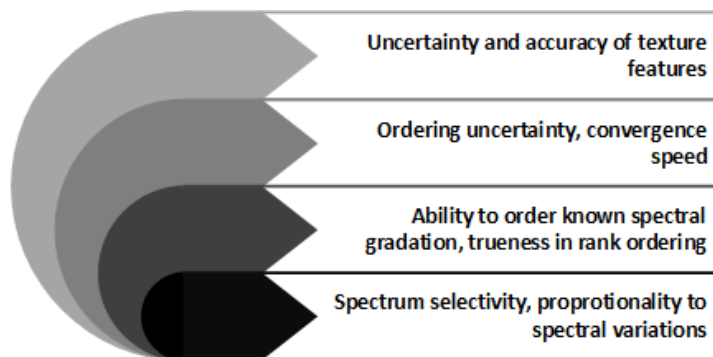 Uncertainty and accuracy of texture
features
Ordering uncertainty, convergence
speed
Ability to order known spectral
gradation, trueness in rank ordering
Spectrum selectivity, proprotionality to
spectral variations